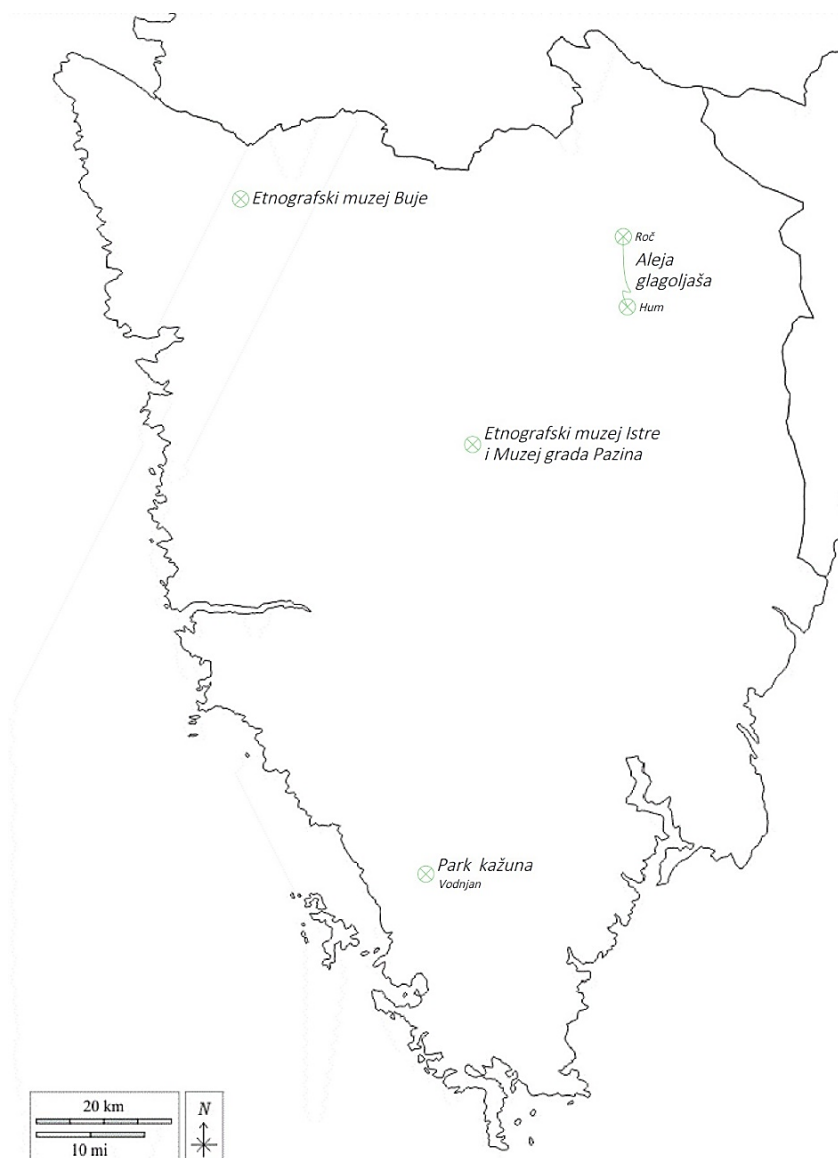 Etnografski muzej Buje
Roč
Aleja
glagoljaša
Hum
Etnografski muzej Istre
i Muzej grada Pazina
Park kažuna
Vodnjan
20 km
10 mi
N